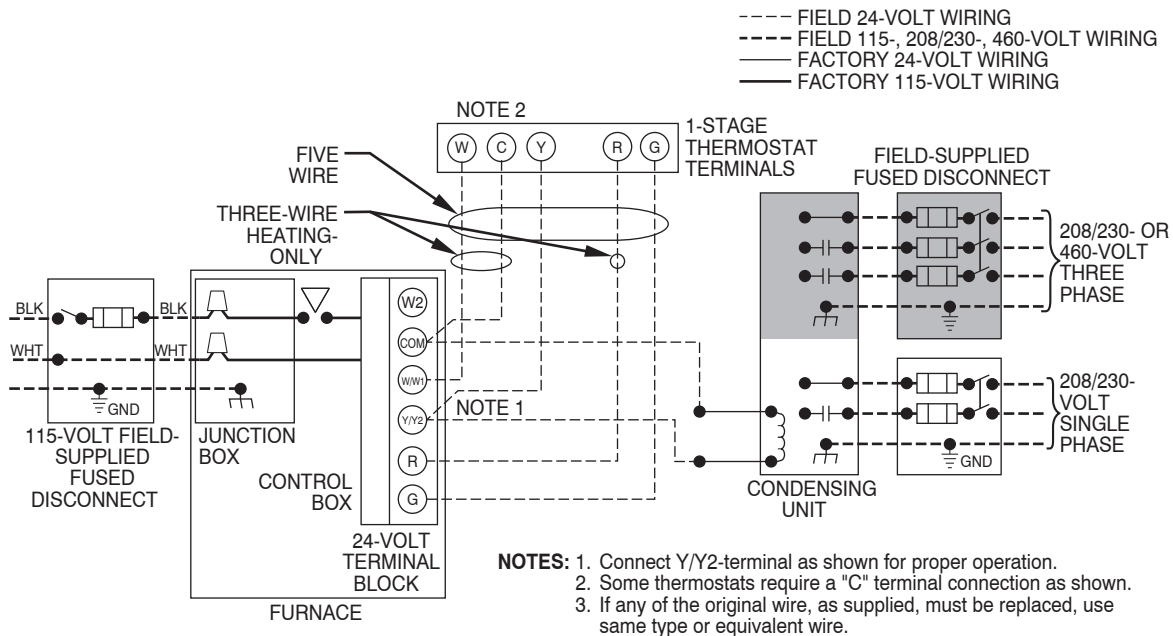 FIELD 24-VOLT WIRING
FIELD 115-, 208/230-, 460-VOLT WIRING
FACTORY 24-VOLT WIRING
FACTORY 115-VOLT WIRING
NOTE 2
W C Y R G
1-STAGE
THERMOSTAT
TERMINALS
FIVE
WIRE
THREE-WIRE
HEATING-
ONLY
FIELD-SUPPLIED
FUSED DISCONNECT
208/230- OR
460-VOLT
THREE
PHASE
BLK
BLK
WHT
WHT
GND
W2
COM
W/W1
Y/Y2
R
G
NOTE 1
208/230-
VOLT
SINGLE
PHASE
GND
115-VOLT FIELD-
SUPPLIED
FUSED
DISCONNECT
JUNCTION
BOX
CONTROL
BOX
24-VOLT
TERMINAL
BLOCK
FURNACE
CONDENSING
UNIT
NOTES: 1. Connect Y/Y2-terminal as shown for proper operation.
2. Some thermostats require a "C" terminal connection as shown.
3. If any of the original wire, as supplied, must be replaced, use
same type or equivalent wire.